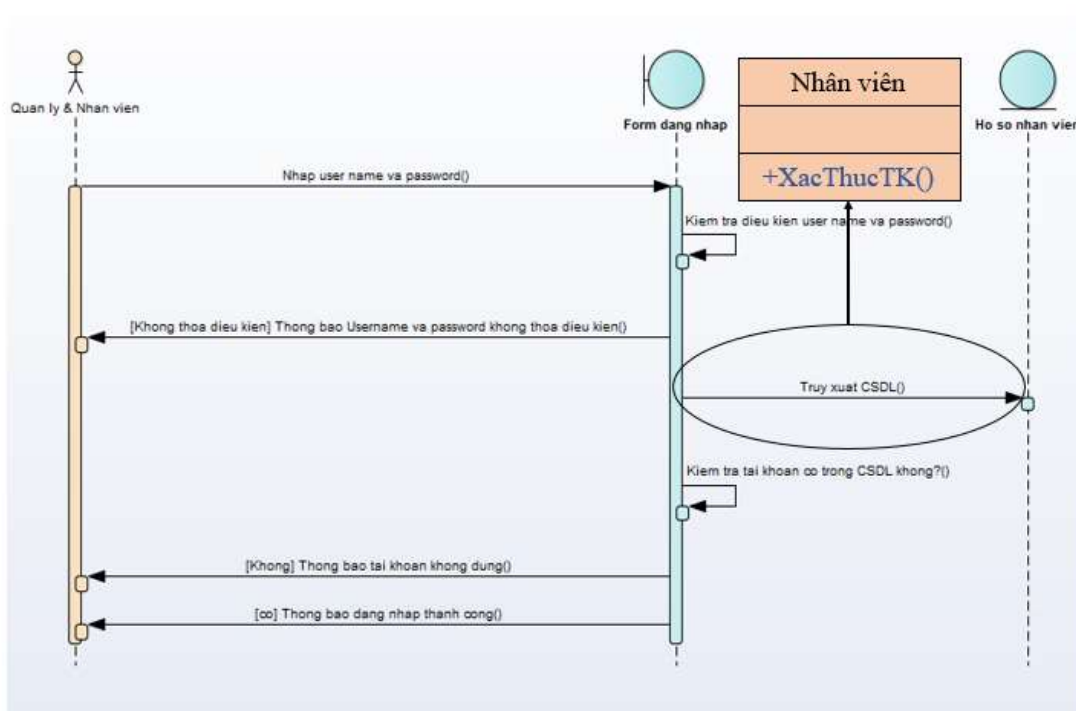 Quan ly & Nhan vien
Form dang nhap
Nhân viên
+XacThucTK()
Ho so nhan vien
Nhap user name va password()
Kiem tra dieu kien user name va password()
[Khong thoa dieu kien] Thong bao Username va password khong thoa dieu kien()
Truy xuat CSDL()
Kiem tra tai khoan co trong CSDL khong?()
[Khong] Thong bao tai khoan khong dung()
[co] Thong bao dang nhap thanh cong()